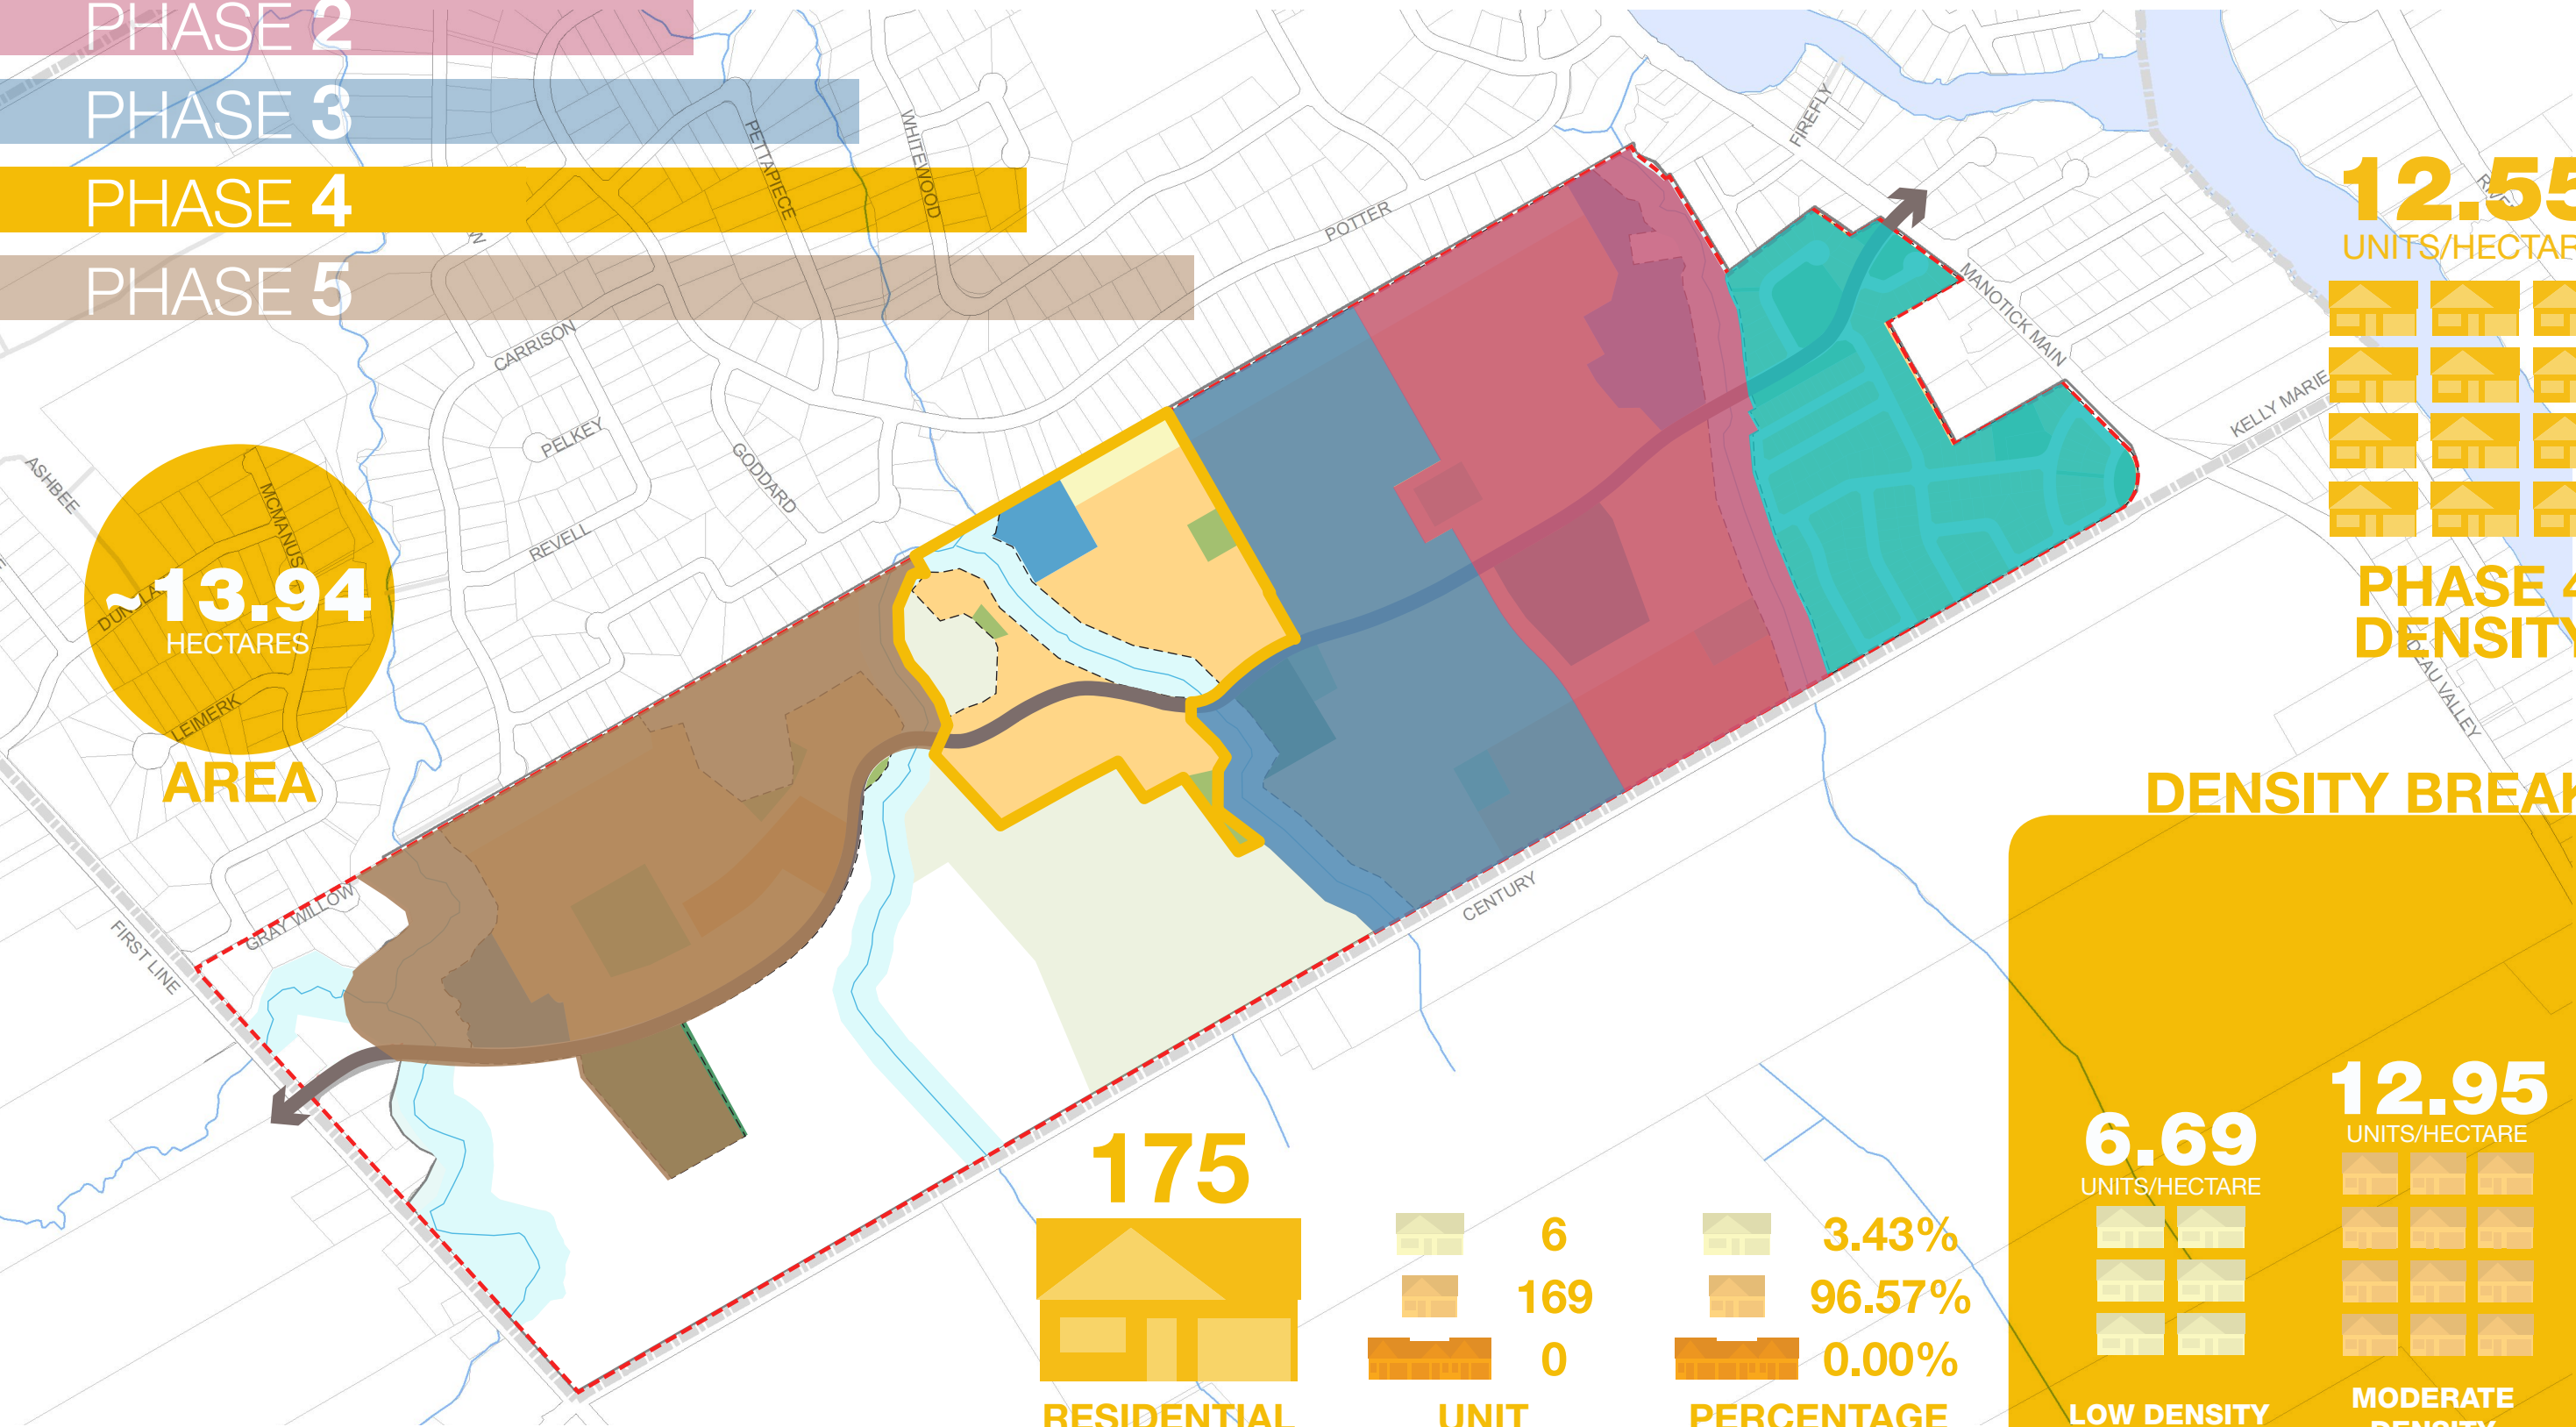 PHASE 2
PHASE 3
PHASE 4
PHASE 5
~13.94
HECTARES
AREA
ASHBEE
MCMANUS
LEIMERK
FIRST LINE
GRAY WILLOW
CARRISON
PELKEY
REVELL
GODDARD
PETTAPIECE
WHITEWOOD
POTTER
FIREFLY
MANOTICK MAIN
KELLY MARIE
CENTURY
12.55
PHASE 4
DENSITY
175
RESIDENTIAL
6
169
0
UNIT
3.43%
96.57%
0.00%
PERCENTAGE
DENSITY
6.69
UNITS/HECTARE
LOW DENSITY
12.95
UNITS/HECTARE
MODERATE
DENSITY